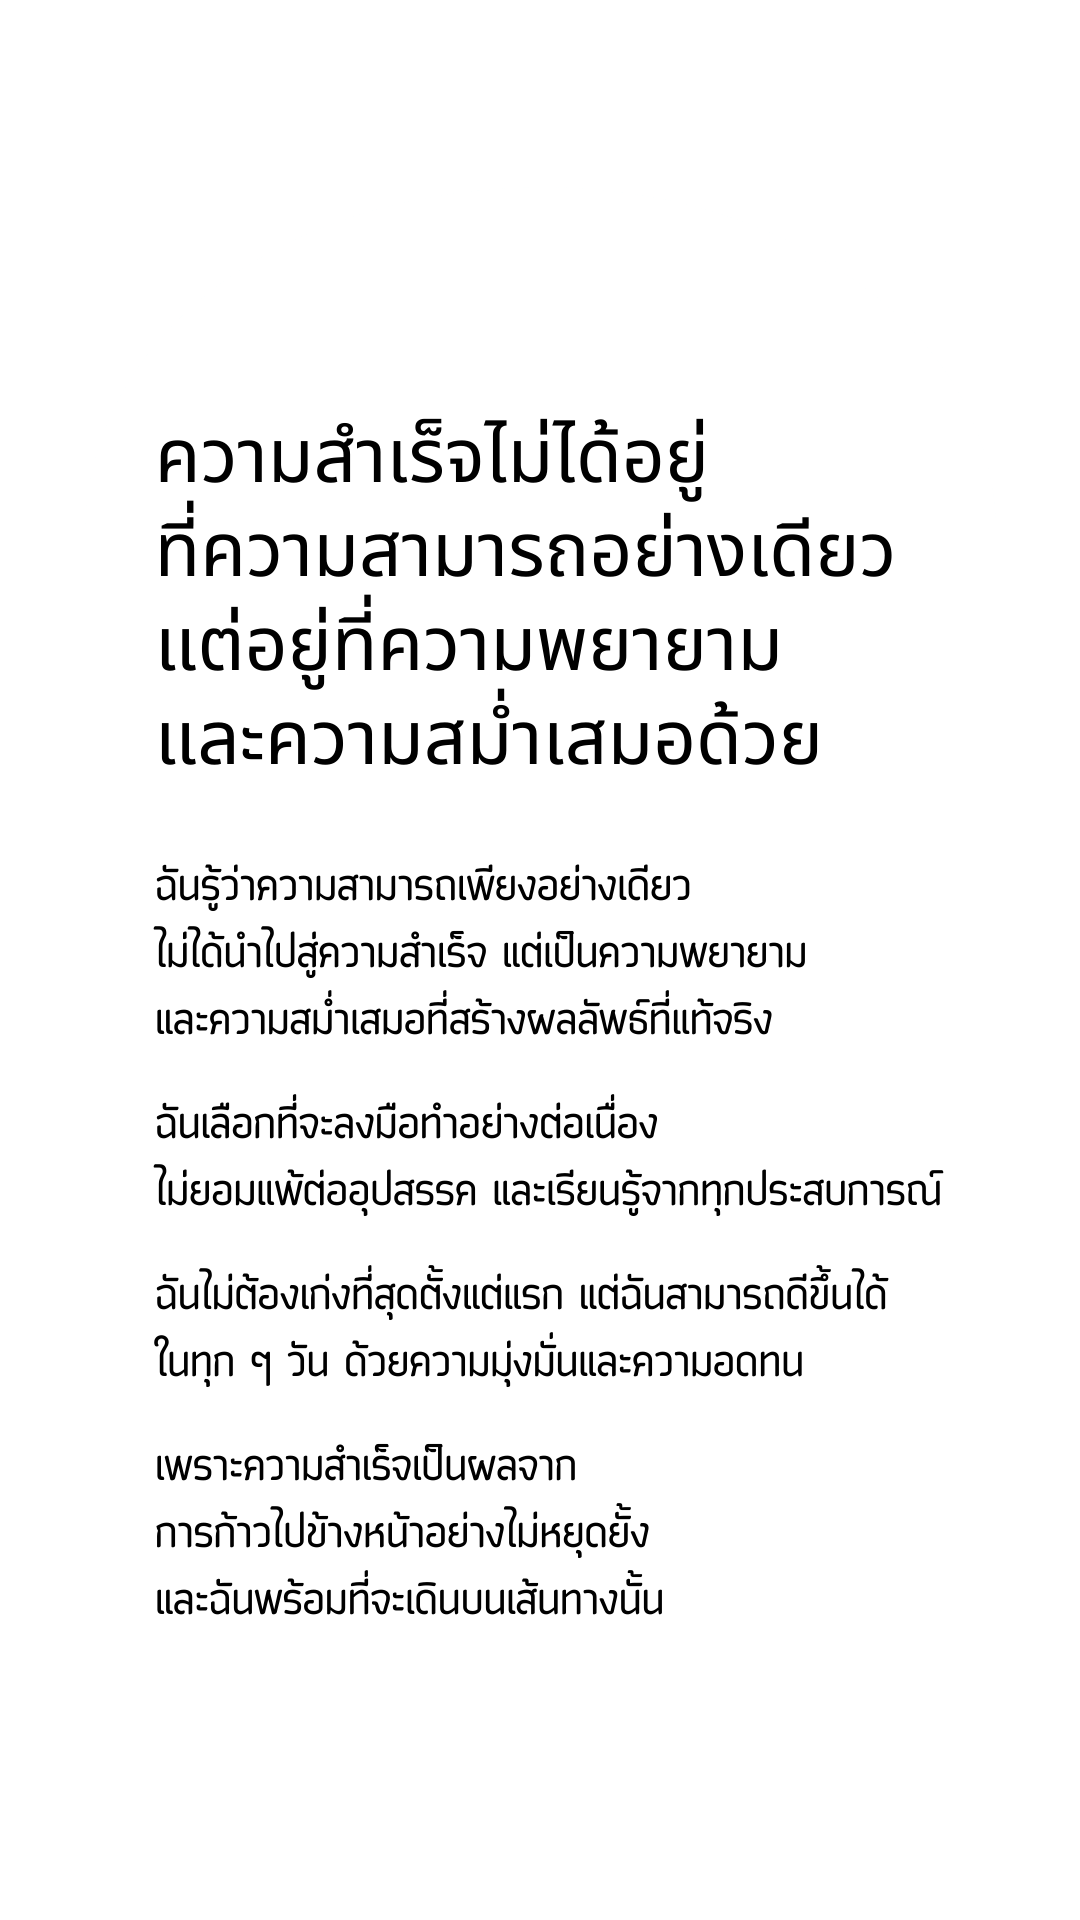 ความสำเร็จไม่ได้อยู่
ที่ความสามารถอย่างเดียว
แต่อยู่ที่ความพยายาม
และความสม่ำเสมอด้วย
ฉันรู้ว่าความสามารถเพียงอย่างเดียว
ไม่ได้นำไปสู่ความสำเร็จ แต่เป็นความพยายาม
และความสม่ำเสมอที่สร้างผลลัพธ์ที่แท้จริง
ฉันเลือกที่จะลงมือทำอย่างต่อเนื่อง
ไม่ยอมแพ้ต่ออุปสรรค และเรียนรู้จากทุกประสบการณ์
ฉันไม่ต้องเก่งที่สุดตั้งแต่แรก แต่ฉันสามารถดีขึ้นได้
ในทุก ๆ วัน ด้วยความมุ่งมั่นและความอดทน
เพราะความสำเร็จเป็นผลจาก
การก้าวไปข้างหน้าอย่างไม่หยุดยั้ง
และฉันพร้อมที่จะเดินบนเส้นทางนั้น